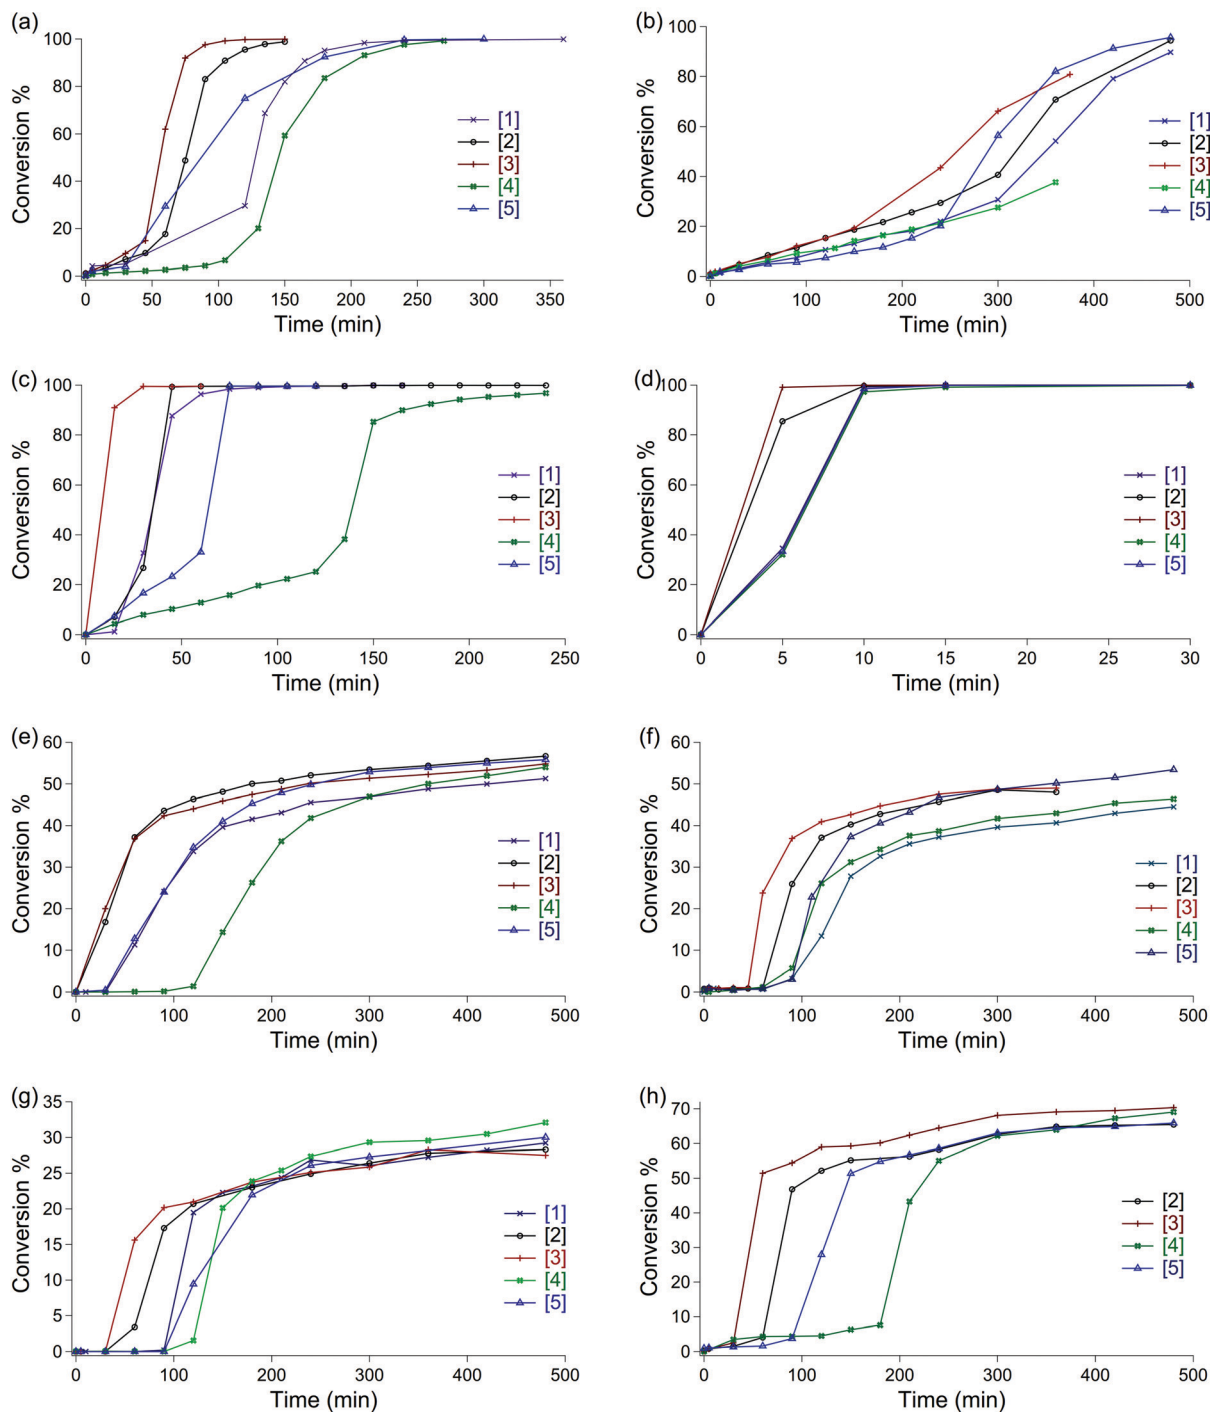 (a)
100
80
60
40
20
0
Conversion %
[1]
[2]
[3]
[4]
[5]
0 50 100 150 200 250 300 350
Time (min)
(b)
100
80
60
40
20
0
Conversion %
[1]
[2]
[3]
[4]
[5]
0 100 200 300 400 500
Time (min)
(c)
100
80
60
40
20
0
Conversion %
[1]
[2]
[3]
[4]
[5]
0 50 100 150 200 250
Time (min)
(d)
100
80
60
40
20
0
Conversion %
[1]
[2]
[3]
[4]
[5]
0 5 10 15 20 25 30
Time (min)
(e)
60
50
40
30
20
10
0
Conversion %
[1]
[2]
[3]
[4]
[5]
0 100 200 300 400 500
Time (min)
(f)
60
50
40
30
20
10
0
Conversion %
[1]
[2]
[3]
[4]
[5]
0 100 200 300 400 500
Time (min)
(g)
35
30
25
20
15
10
5
0
Conversion %
[1]
[2]
[3]
[4]
[5]
0 100 200 300 400 500
Time (min)
(h)
70
60
50
40
30
20
10
0
Conversion %
[2]
[3]
[4]
[5]
0 100 200 300 400 500
Time (min)